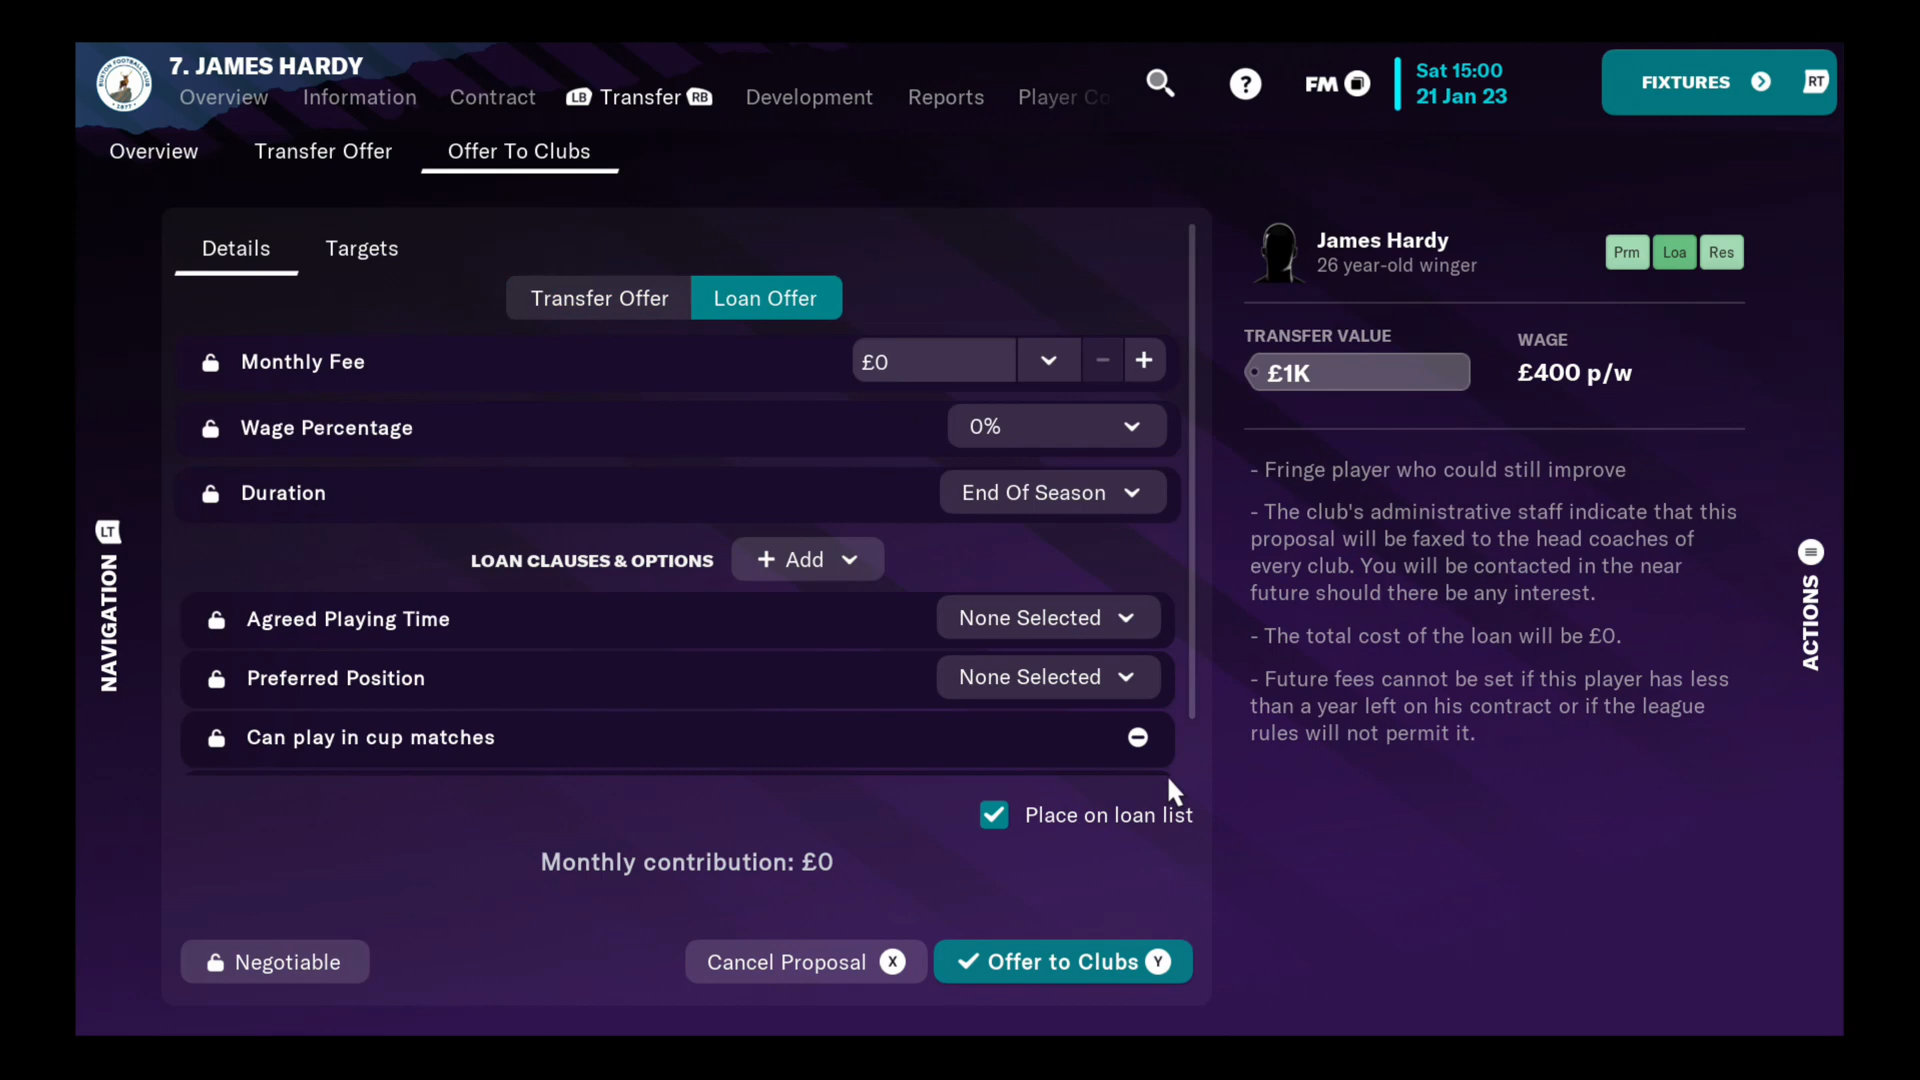 7. JAMES HARDY
Overview Information Contract LB Transfer RB Development Reports Player Co
? FM Sat 15:00
21 Jan 23
FIXTURES RT
Overview Transfer Offer Offer To Clubs
Details Targets
Transfer Offer Loan Offer
Monthly Fee £0
Wage Percentage 0%
Duration End Of Season
LOAN CLAUSES & OPTIONS + Add
Agreed Playing Time None Selected
Preferred Position None Selected
Can play in cup matches
Place on loan list
Monthly contribution: £0
Negotiable Cancel Proposal X Offer to Clubs Y
James Hardy
26 year-old winger
Prm Loa Res
TRANSFER VALUE WAGE
£1K £400 p/w
- Fringe player who could still improve
- The club's administrative staff indicate that this
proposal will be faxed to the head coaches of
every club. You will be contacted in the near
future should there be any interest.
- The total cost of the loan will be £0.
- Future fees cannot be set if this player has less
than a year left on his contract or if the league
rules will not permit it.
LT NAVIGATION
ACTIONS